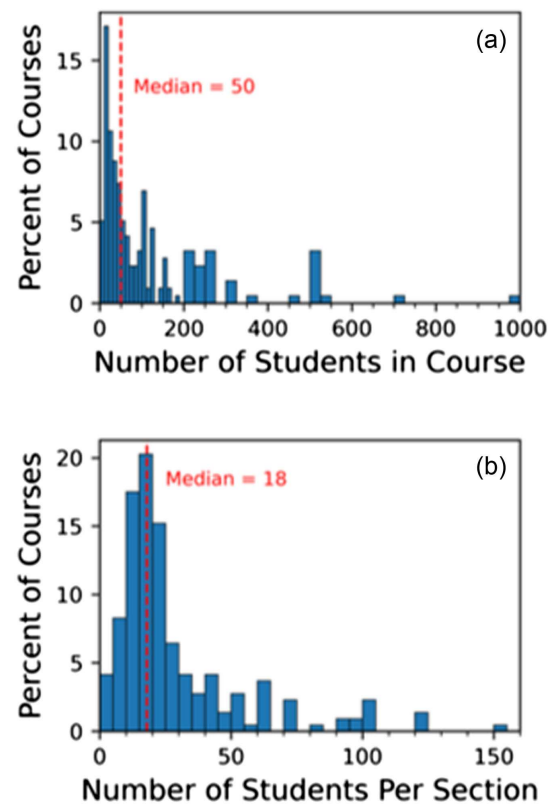 (a)
Median = 50
Percent of Courses
15
10
5
0
0 200 400 600 800 1000
Number of Students in Course
(b)
Median = 18
Percent of Courses
20
15
10
5
0
0 50 100 150
Number of Students Per Section